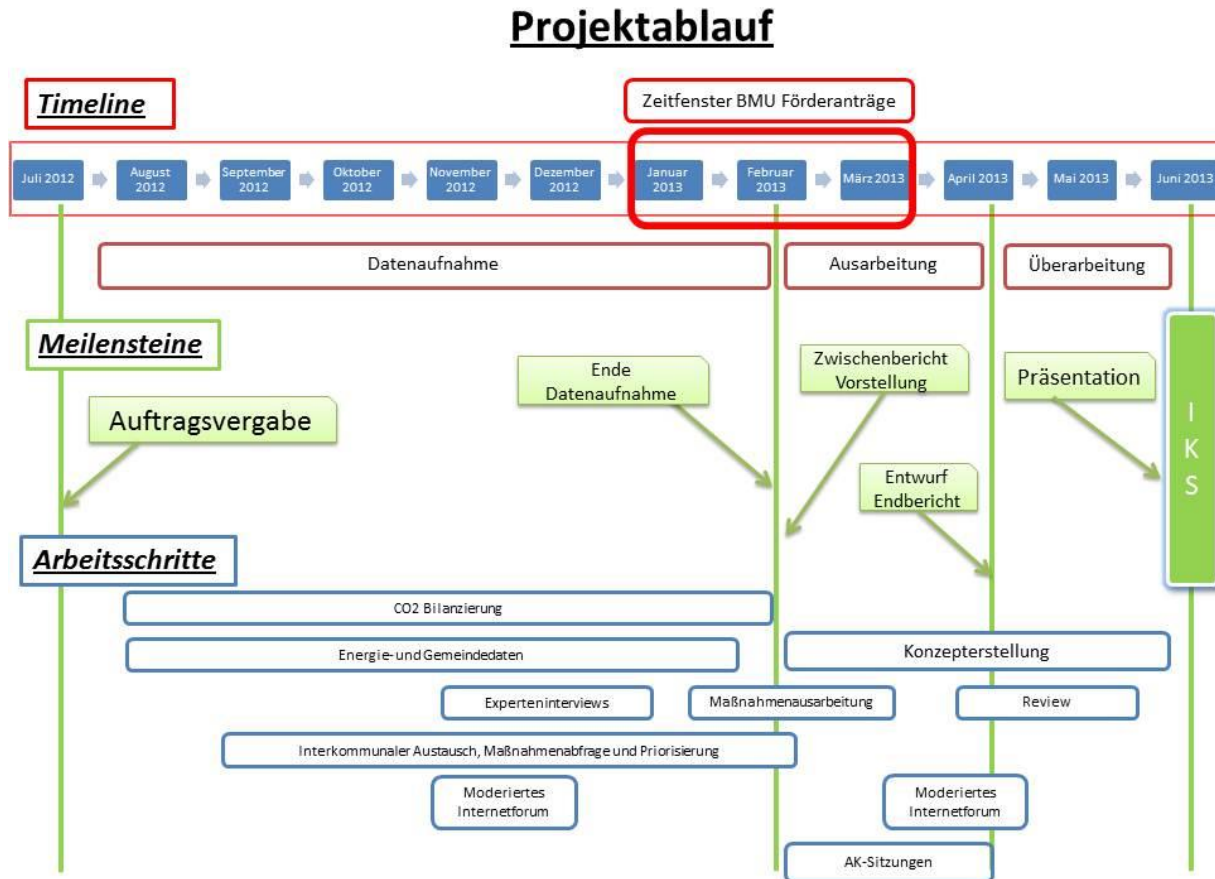 Projektablauf
Timeline
Zeitfenster BMU Förderanträge
Juli 2012
August
2012
September
2012
Oktober
2012
November
2012
Dezember
2012
Januar
2013
Februar
2013
März 2013
April 2013
Mai 2013
Juni 2013
Datenaufnahme
Ausarbeitung
Überarbeitung
Meilensteine
Auftragsvergabe
Ende
Datenaufnahme
Zwischenbericht
Vorstellung
Präsentation
Entwurf
Endbericht
I
K
S
Arbeitsschritte
CO2 Bilanzierung
Energie-und Gemeindedaten
Konzepterstellung
Experteninterviews
Maßnahmenausarbeitung
Review
Interkommunaler Austausch, Maßnahmenabfrage und Priorisierung
Moderiertes
Internetforum
Moderiertes
Internetforum
AK-Sitzungen